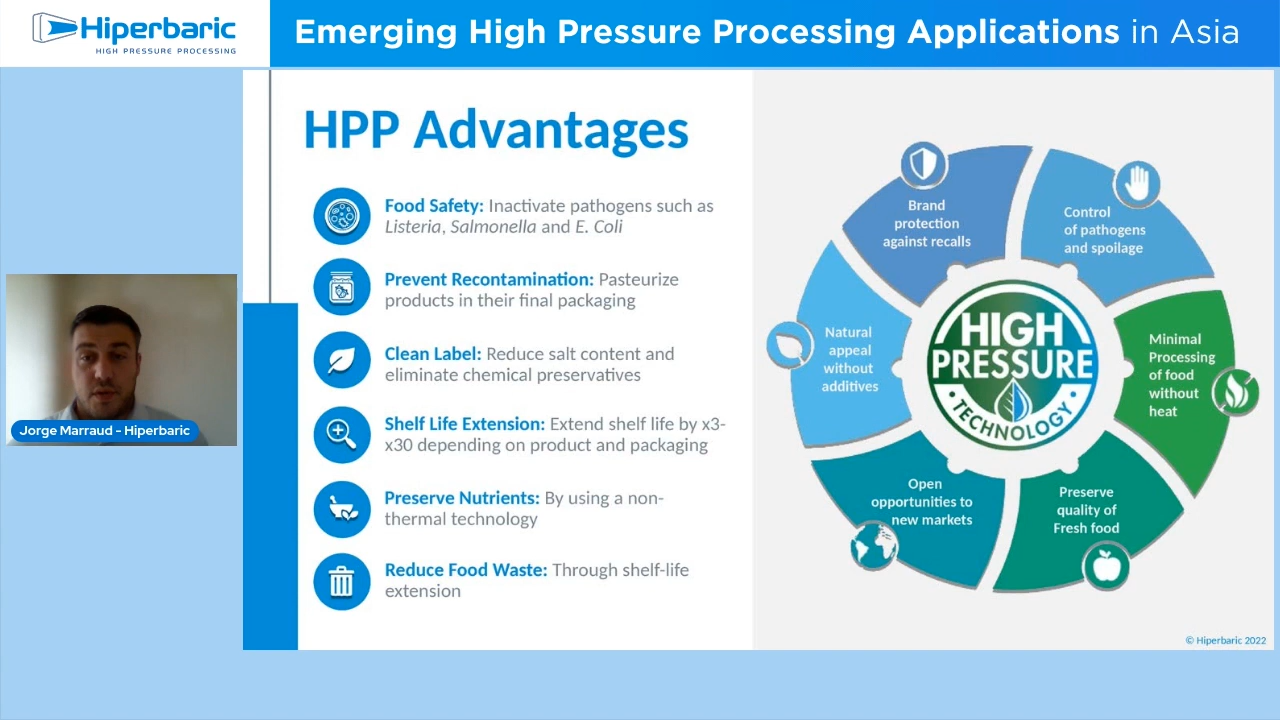 Hiperbaric
HIGH PRESSURE PROCESSING
Emerging High Pressure Processing Applications in Asia
HPP Advantages
Food Safety: Inactivate pathogens such as
Listeria, Salmonella and E. Coli
Prevent Recontamination: Pasteurize
products in their final packaging
Clean Label: Reduce salt content and
eliminate chemical preservatives
Shelf Life Extension: Extend shelf life by x3-
x30 depending on product and packaging
Preserve Nutrients: By using a non-
thermal technology
Reduce Food Waste: Through shelf-life
extension
Brand
protection
against recalls
Control
of pathogens
and spoilage
Natural
appeal
without
additives
HIGH
PRESSURE
TECHNOLOGY
Minimal
Processing
of food
without
heat
Open
opportunities to
new markets
Preserve
quality of
Fresh food
© Hiperbaric 2022
Jorge Marraud - Hiperbaric